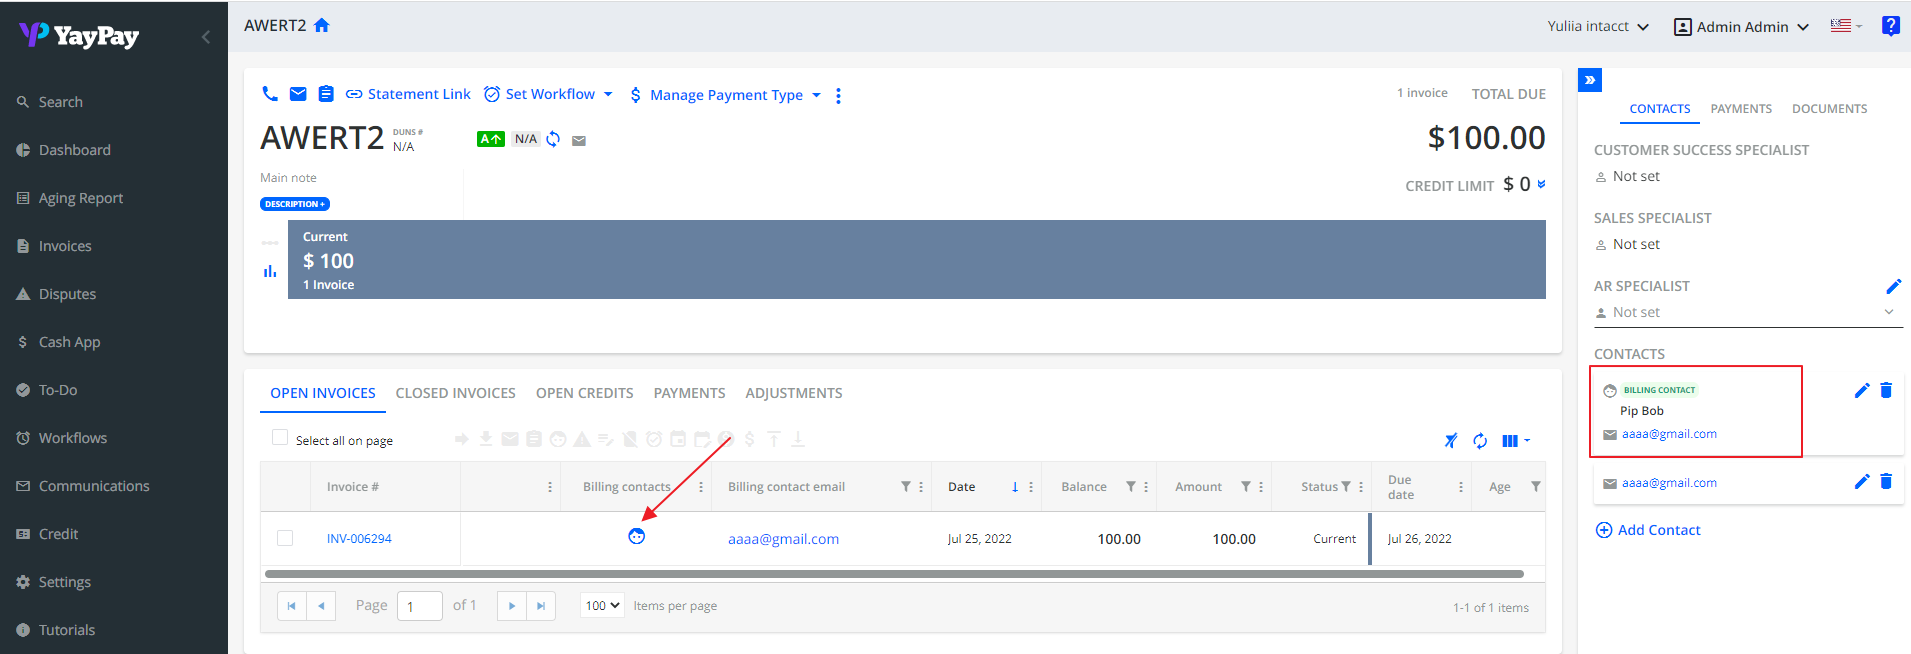 YayPay
AWERT2
Yuliia intacct
Admin Admin
?
Search
Dashboard
Aging Report
Invoices
Disputes
Cash App
To-Do
Workflows
Communications
Credit
Settings
Tutorials
Statement Link
Set Workflow
$ Manage Payment Type
1 invoice
TOTAL DUE
AWERT2
DUNS #
N/A
A
N/A
$100.00
Main note
DESCRIPTION +
CREDIT LIMIT $ 0
Current
$ 100
1 Invoice
OPEN INVOICES
CLOSED INVOICES
OPEN CREDITS
PAYMENTS
ADJUSTMENTS
Select all on page
Invoice #
Billing contacts
Billing contact email
Date
Balance
Amount
Status
Due date
Age
INV-006294
aaaa@gmail.com
Jul 25, 2022
100.00
100.00
Current
Jul 26, 2022
Page
1
of 1
100
Items per page
1-1 of 1 items
CONTACTS
PAYMENTS
DOCUMENTS
CUSTOMER SUCCESS SPECIALIST
Not set
SALES SPECIALIST
Not set
AR SPECIALIST
Not set
CONTACTS
BILLING CONTACT
Pip Bob
aaaa@gmail.com
aaaa@gmail.com
Add Contact